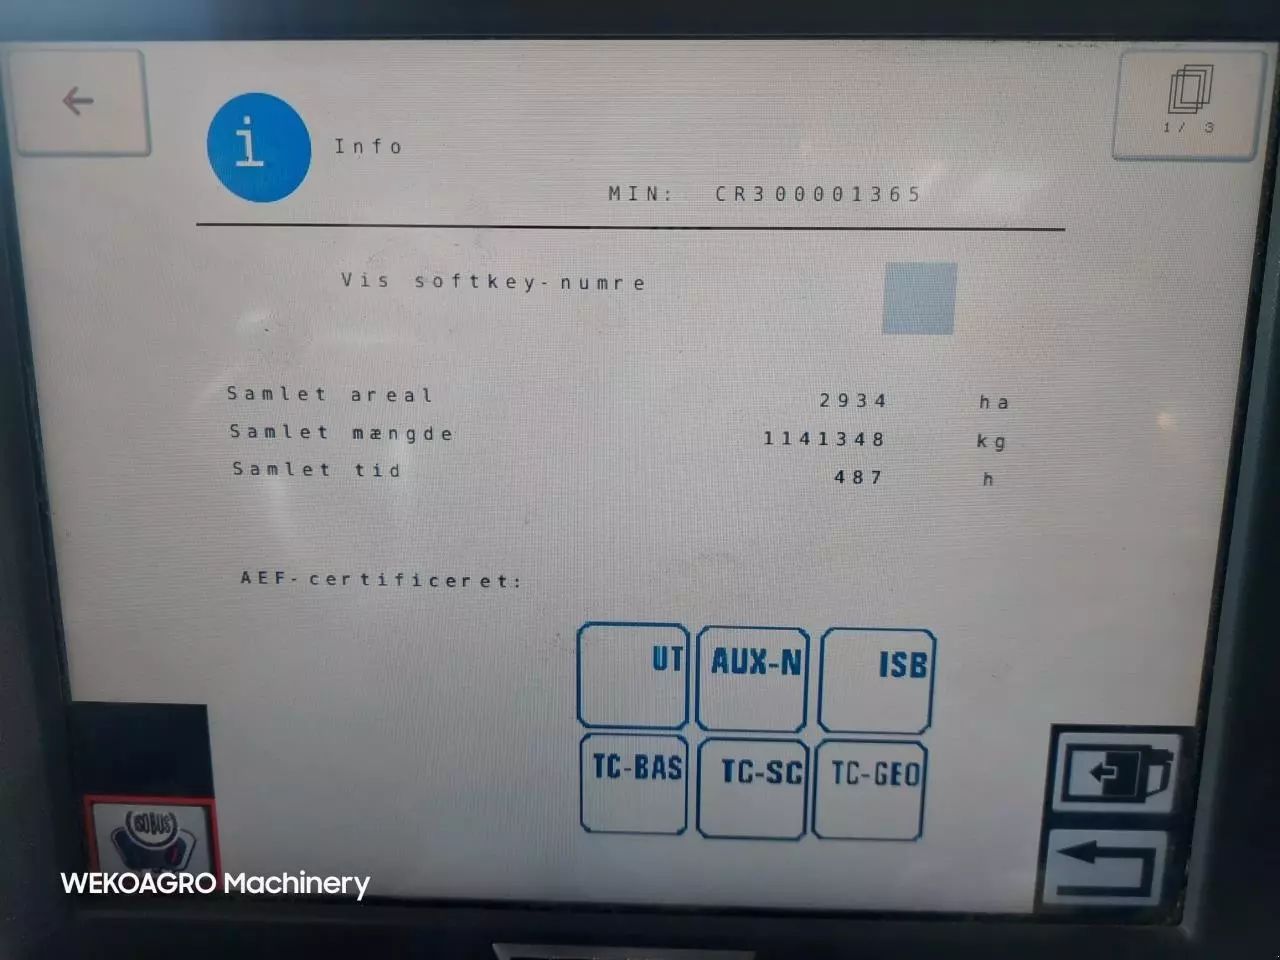 i Info
1/ 3
MIN: CR300001365
Vis softkey-numre
Samlet areal 2934 ha
Samlet mængde 1141348 kg
Samlet tid 487 h
AEF-certificeret:
UT AUX-N ISB
TC-BAS TC-SC TC-GEO
ISOBUS
WEKOAGRO Machinery